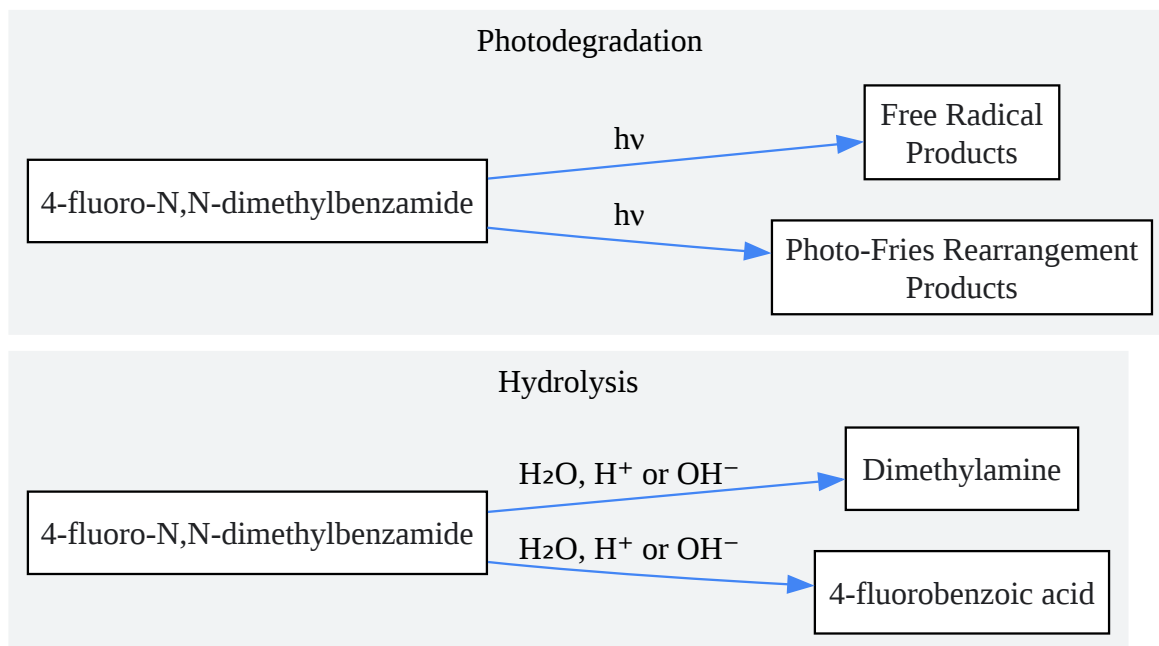 Photodegradation
4-fluoro-N,N-dimethylbenzamide
hν
hν
Free Radical
Products
Photo-Fries Rearrangement
Products
Hydrolysis
4-fluoro-N,N-dimethylbenzamide
H₂O, H⁺ or OH⁻
H₂O, H⁺ or OH⁻
Dimethylamine
4-fluorobenzoic acid